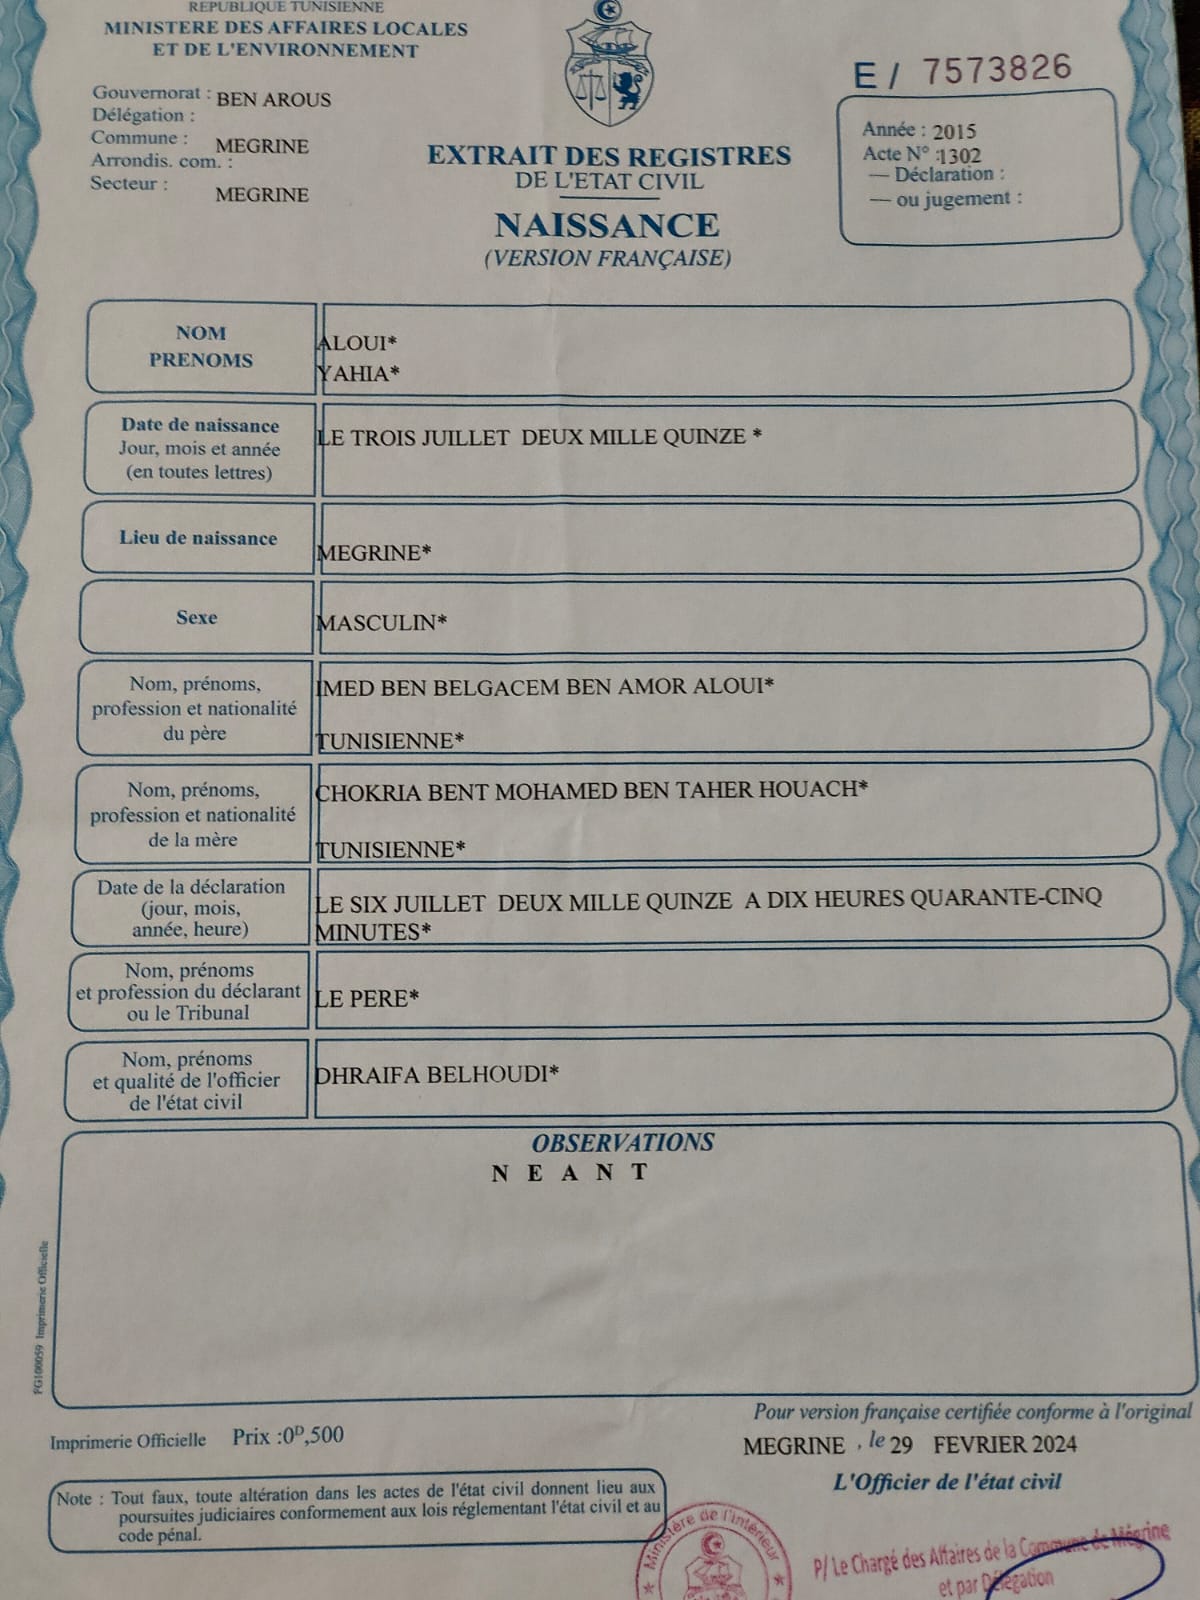 REPUBLIQUE TUNISIENNE
MINISTERE DES AFFAIRES LOCALES
ET DE L'ENVIRONNEMENT
Gouvernorat : BEN AROUS
Délégation :
Commune : MEGRINE
Arrondis. com. :
Secteur : MEGRINE
EXTRAIT DES REGISTRES
DE L'ETAT CIVIL
NAISSANCE
(VERSION FRANÇAISE)
E / 7573826
Année : 2015
Acte N° :1302
— Déclaration :
— ou jugement :
NOM
PRENOMS
ALOUI*
YAHIA*
Date de naissance
Jour, mois et année
(en toutes lettres)
LE TROIS JUILLET DEUX MILLE QUINZE *
Lieu de naissance
MEGRINE*
Sexe
MASCULIN*
Nom, prénoms,
profession et nationalité
du père
IMED BEN BELGACEM BEN AMOR ALOUI*
TUNISIENNE*
Nom, prénoms,
profession et nationalité
de la mère
CHOKRIA BENT MOHAMED BEN TAHER HOUACH*
TUNISIENNE*
Date de la déclaration
(jour, mois,
année, heure)
LE SIX JUILLET DEUX MILLE QUINZE A DIX HEURES QUARANTE-CINQ
MINUTES*
Nom, prénoms
et profession du déclarant
ou le Tribunal
LE PERE*
Nom, prénoms
et qualité de l'officier
de l'état civil
DHRAIFA BELHOUDI*
OBSERVATIONS
N E A N T
FG100059 Imprimerie Officielle
Pour version française certifiée conforme à l'original
Imprimerie Officielle Prix :0D,500
MEGRINE , le 29 FEVRIER 2024
L'Officier de l'état civil
Note : Tout faux, toute altération dans les actes de l'état civil donnent lieu aux
poursuites judiciaires conformement aux lois réglementant l'état civil et au
code pénal.
Ministère de l'intérieur
P/ Le Chargé des Affaires de la Commune de Mégrine
et par Délégation